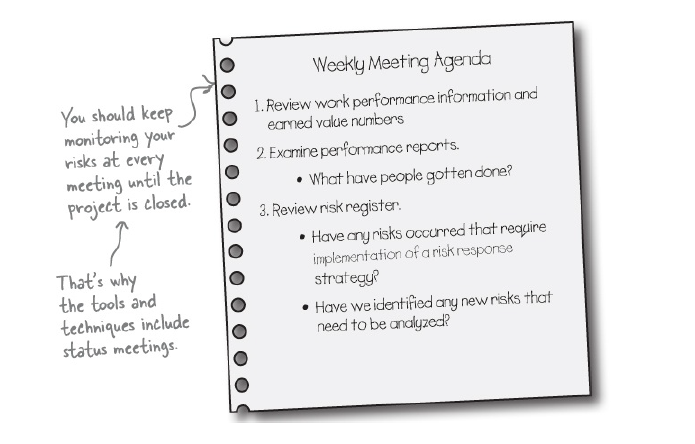 Weekly Meeting Agenda
1. Review work performance information and
earned value numbers
2. Examine performance reports.
• What have people gotten done?
3. Review risk register.
• Have any risks occurred that require
implementation of a risk response
strategy?
• Have we identified any new risks that
need to be analyzed?
You should keep
monitoring your
risks at every
meeting until the
project is closed.
That's why
the tools and
techniques include
status meetings.